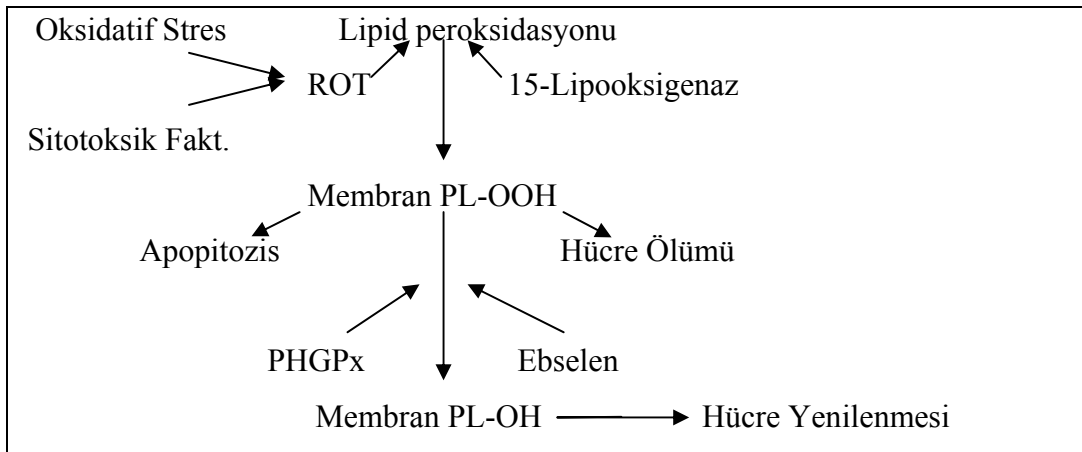 Oksidatif Stres Lipid peroksidasyonu
ROT 15-Lipooksigenaz
Sitotoksik Fakt.
Membran PL-OOH
Apopitozis Hücre Ölümü
PHGPx Ebselen
Membran PL-OH Hücre Yenilenmesi